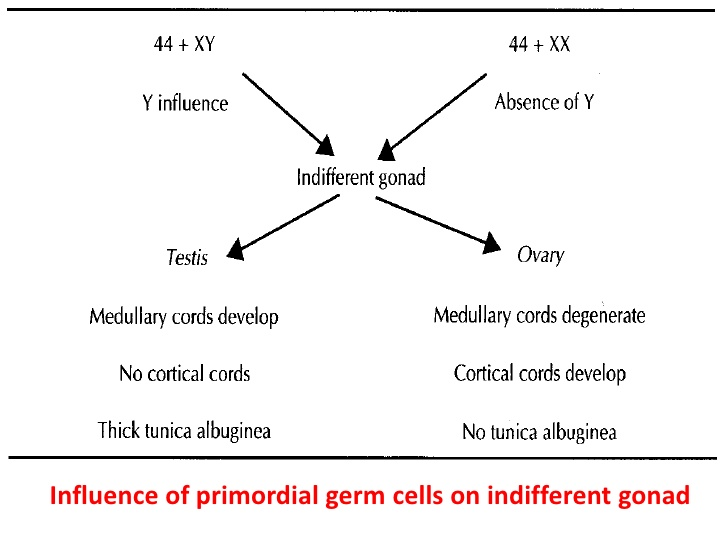 44 + XY
44 + XX
Y influence
Absence of Y
Indifferent gonad
Testis
Ovary
Medullary cords develop
Medullary cords degenerate
No cortical cords
Cortical cords develop
Thick tunica albuginea
No tunica albuginea
Influence of primordial germ cells on indifferent gonad